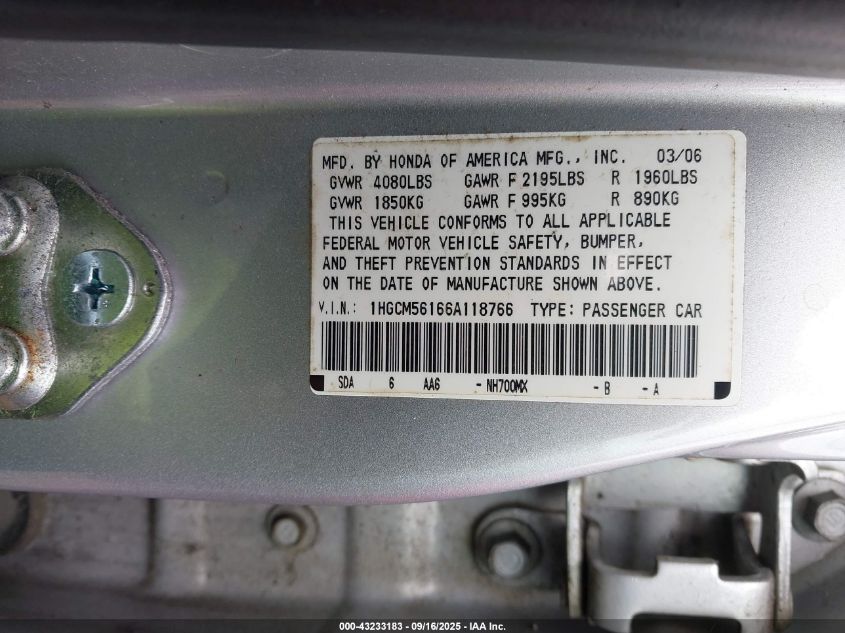 MFD. BY HONDA OF AMERICA MFG., INC. 03/06
GVWR 4080LBS GAWR F 2195LBS R 1960LBS
GVWR 1850KG GAWR F 995KG R 890KG
THIS VEHICLE CONFORMS TO ALL APPLICABLE
FEDERAL MOTOR VEHICLE SAFETY, BUMPER,
AND THEFT PREVENTION STANDARDS IN EFFECT
ON THE DATE OF MANUFACTURE SHOWN ABOVE.
V.I.N.: 1HGCM56166A118766 TYPE: PASSENGER CAR
SDA 6 AA6 - NH700MX - B - A
000-43233183 - 09/16/2025 - IAA Inc.